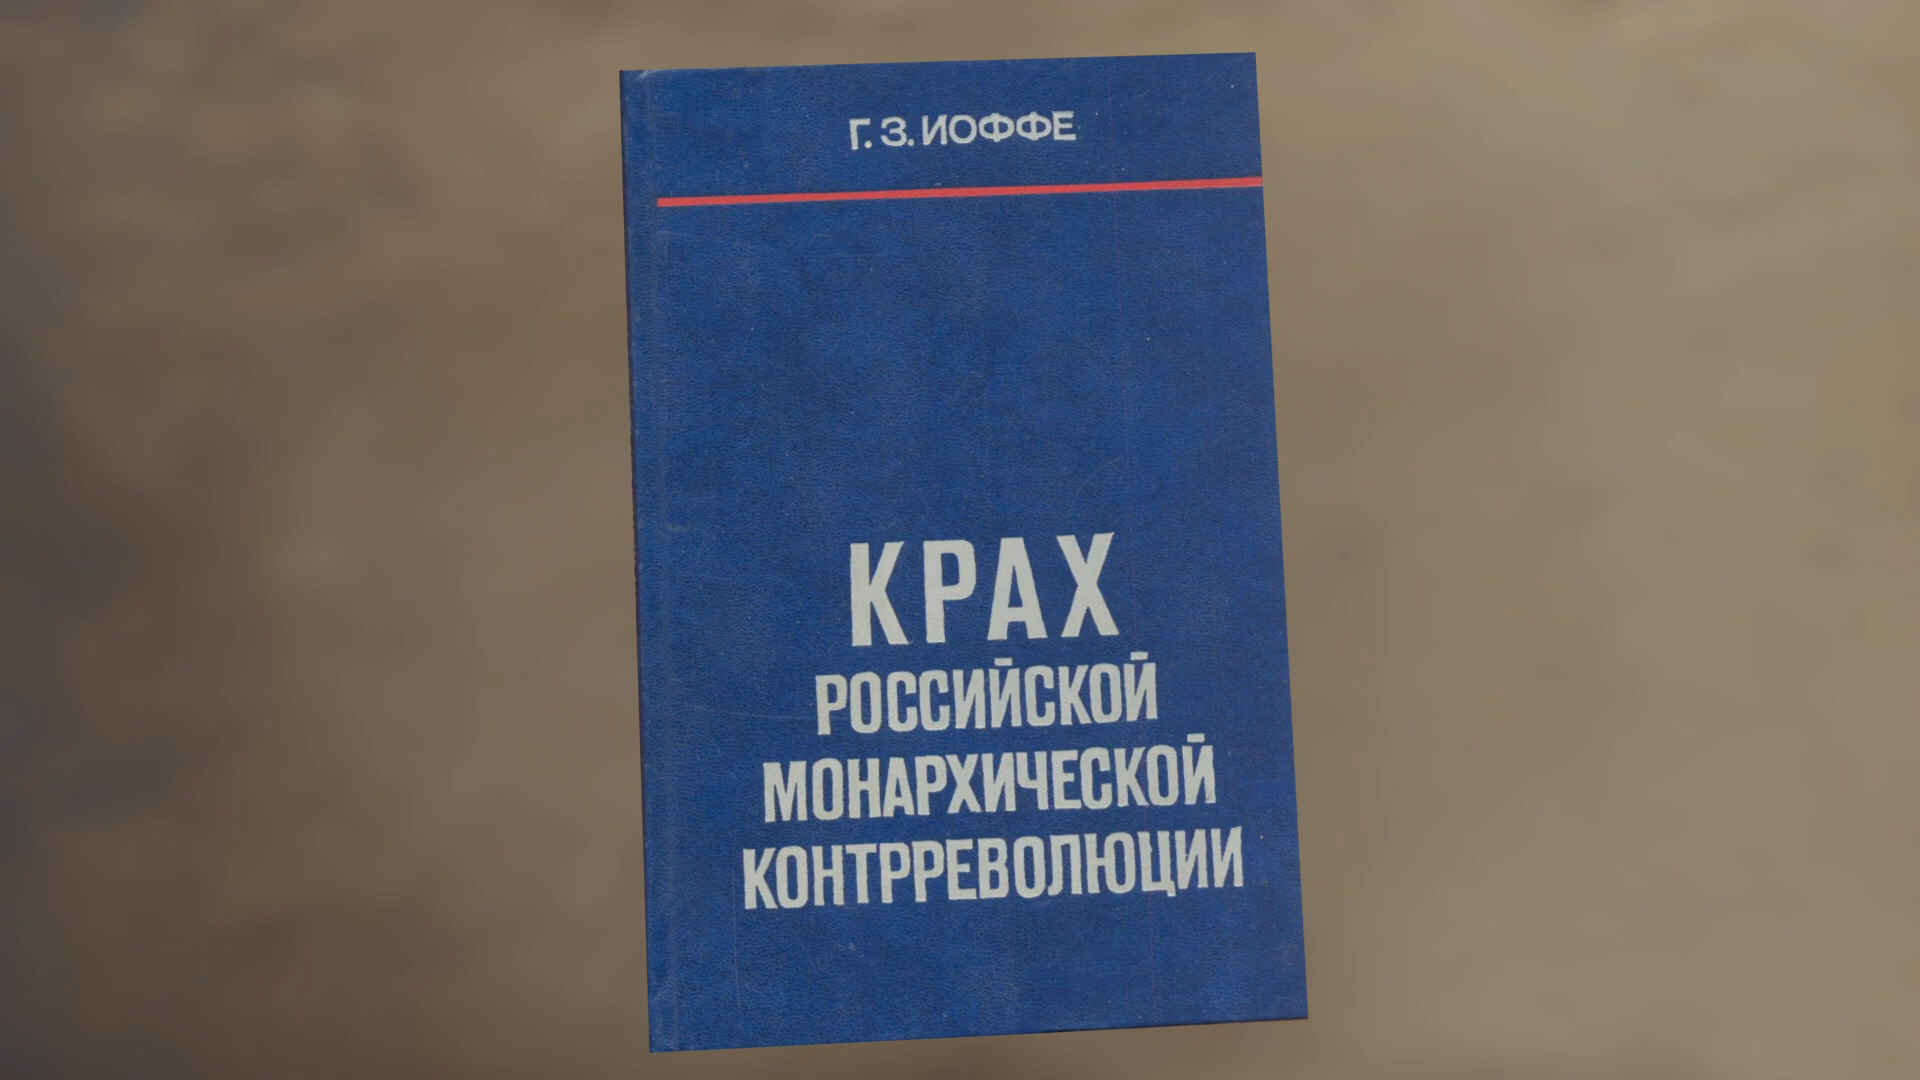 Г. З. ИОФФЕ
КРАХ
РОССИЙСКОЙ
МОНАРХИЧЕСКОЙ
КОНТРРЕВОЛЮЦИИ